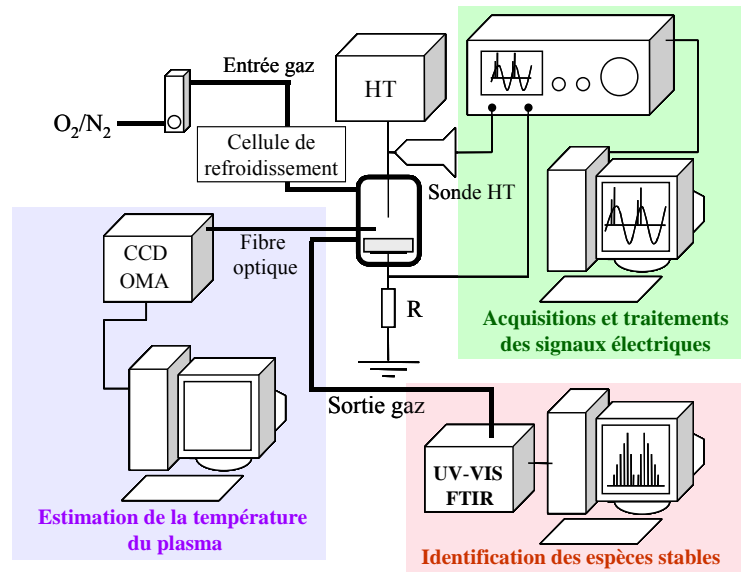 Entrée gaz
HT
O₂/N₂
Cellule de
refroidissement
Sonde HT
CCD
OMA
Fibre
optique
R
Acquisitions et traitements
des signaux électriques
Sortie gaz
UV-VIS
FTIR
Estimation de la température
du plasma
Identification des espèces stables